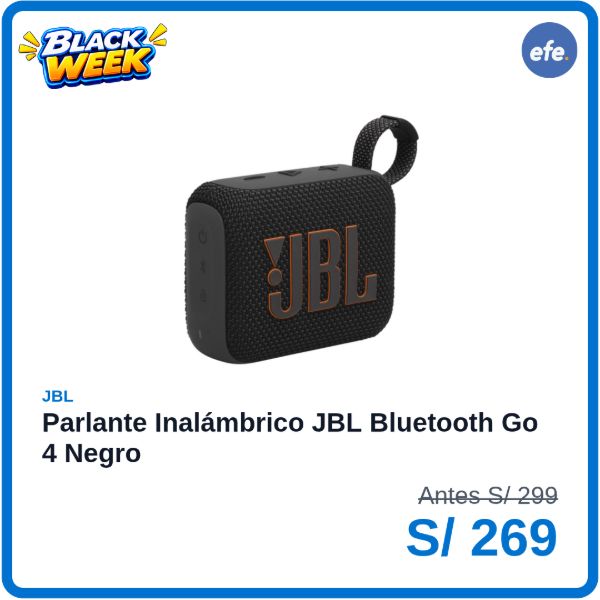 BLACK
WEEK
efe.
JBL
JBL
Parlante Inalámbrico JBL Bluetooth Go
4 Negro
Antes S/ 299
S/ 269